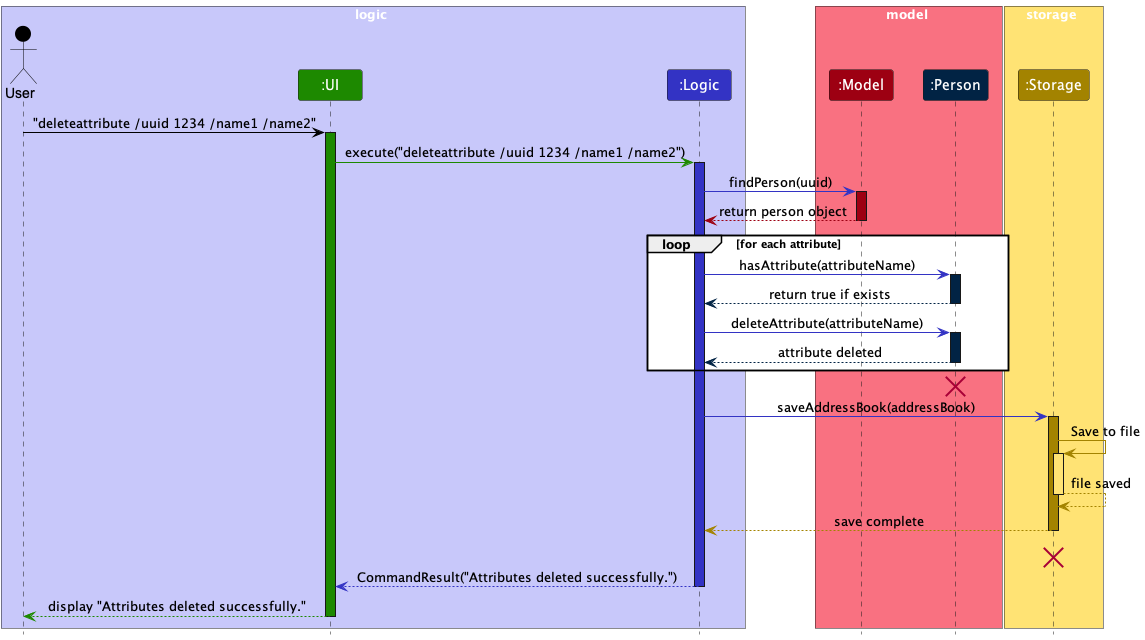 logic
model
storage
User
:UI
:Logic
:Model
:Person
:Storage
"deleteattribute /uuid 1234 /name1 /name2"
execute("deleteattribute /uuid 1234 /name1 /name2")
findPerson(uuid)
return person object
loop
[for each attribute]
hasAttribute(attributeName)
return true if exists
deleteAttribute(attributeName)
attribute deleted
saveAddressBook(addressBook)
Save to file
file saved
save complete
CommandResult("Attributes deleted successfully.")
display "Attributes deleted successfully."